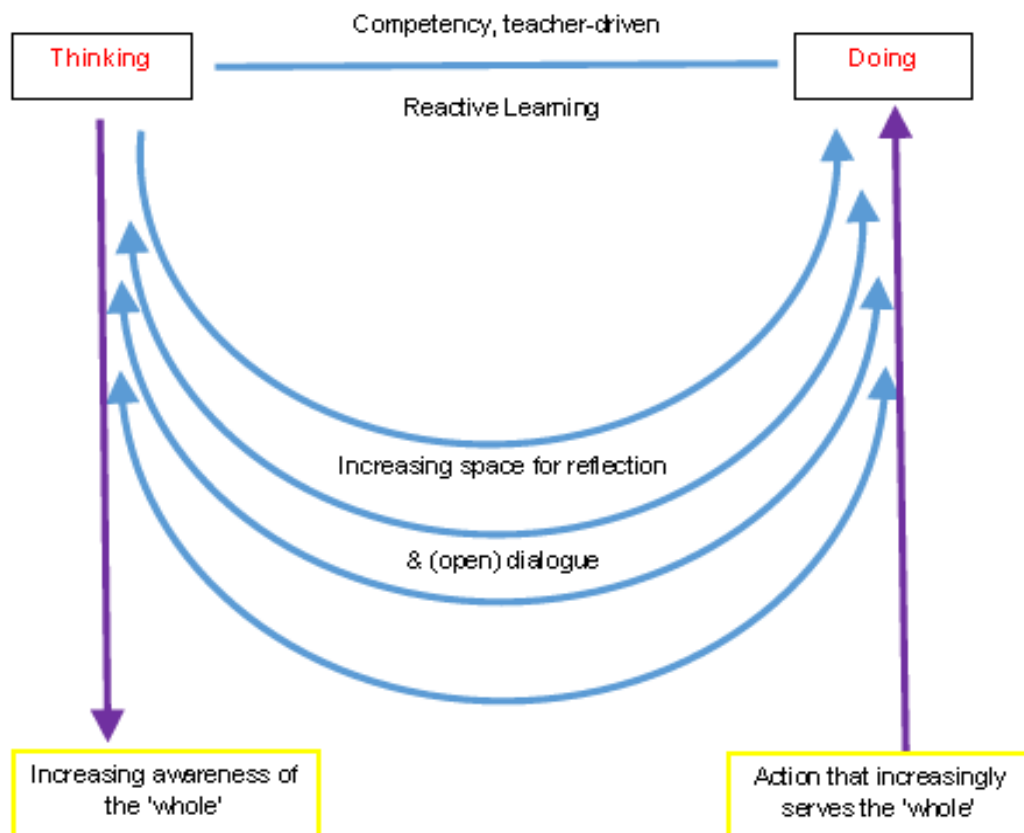 Competency, teacher-driven
Thinking
Doing
Reactive Learning
Increasing space for reflection
& (open) dialogue
Increasing awareness of
the 'whole'
Action that increasingly
serves the 'whole'